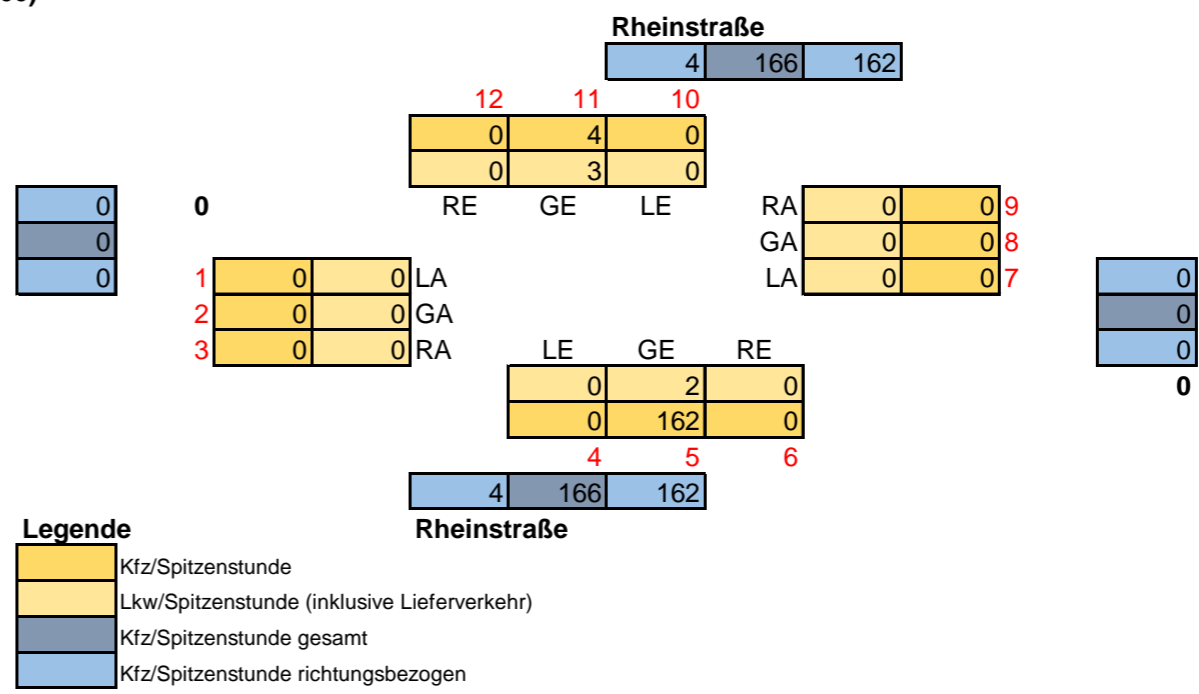 Rheinstraße
4 166 162
12 11 10
0 4 0
0 3 0
0 0 RE GE LE RA 0 0 9
0 GA 0 0 8
0 1 0 0 LA LA 0 0 7 0
2 0 0 GA 0
3 0 0 RA LE GE RE 0
0 2 0 0
0 162 0
4 5 6
4 166 162
Legende Rheinstraße
Kfz/Spitzenstunde
Lkw/Spitzenstunde (inklusive Lieferverkehr)
Kfz/Spitzenstunde gesamt
Kfz/Spitzenstunde richtungsbezogen